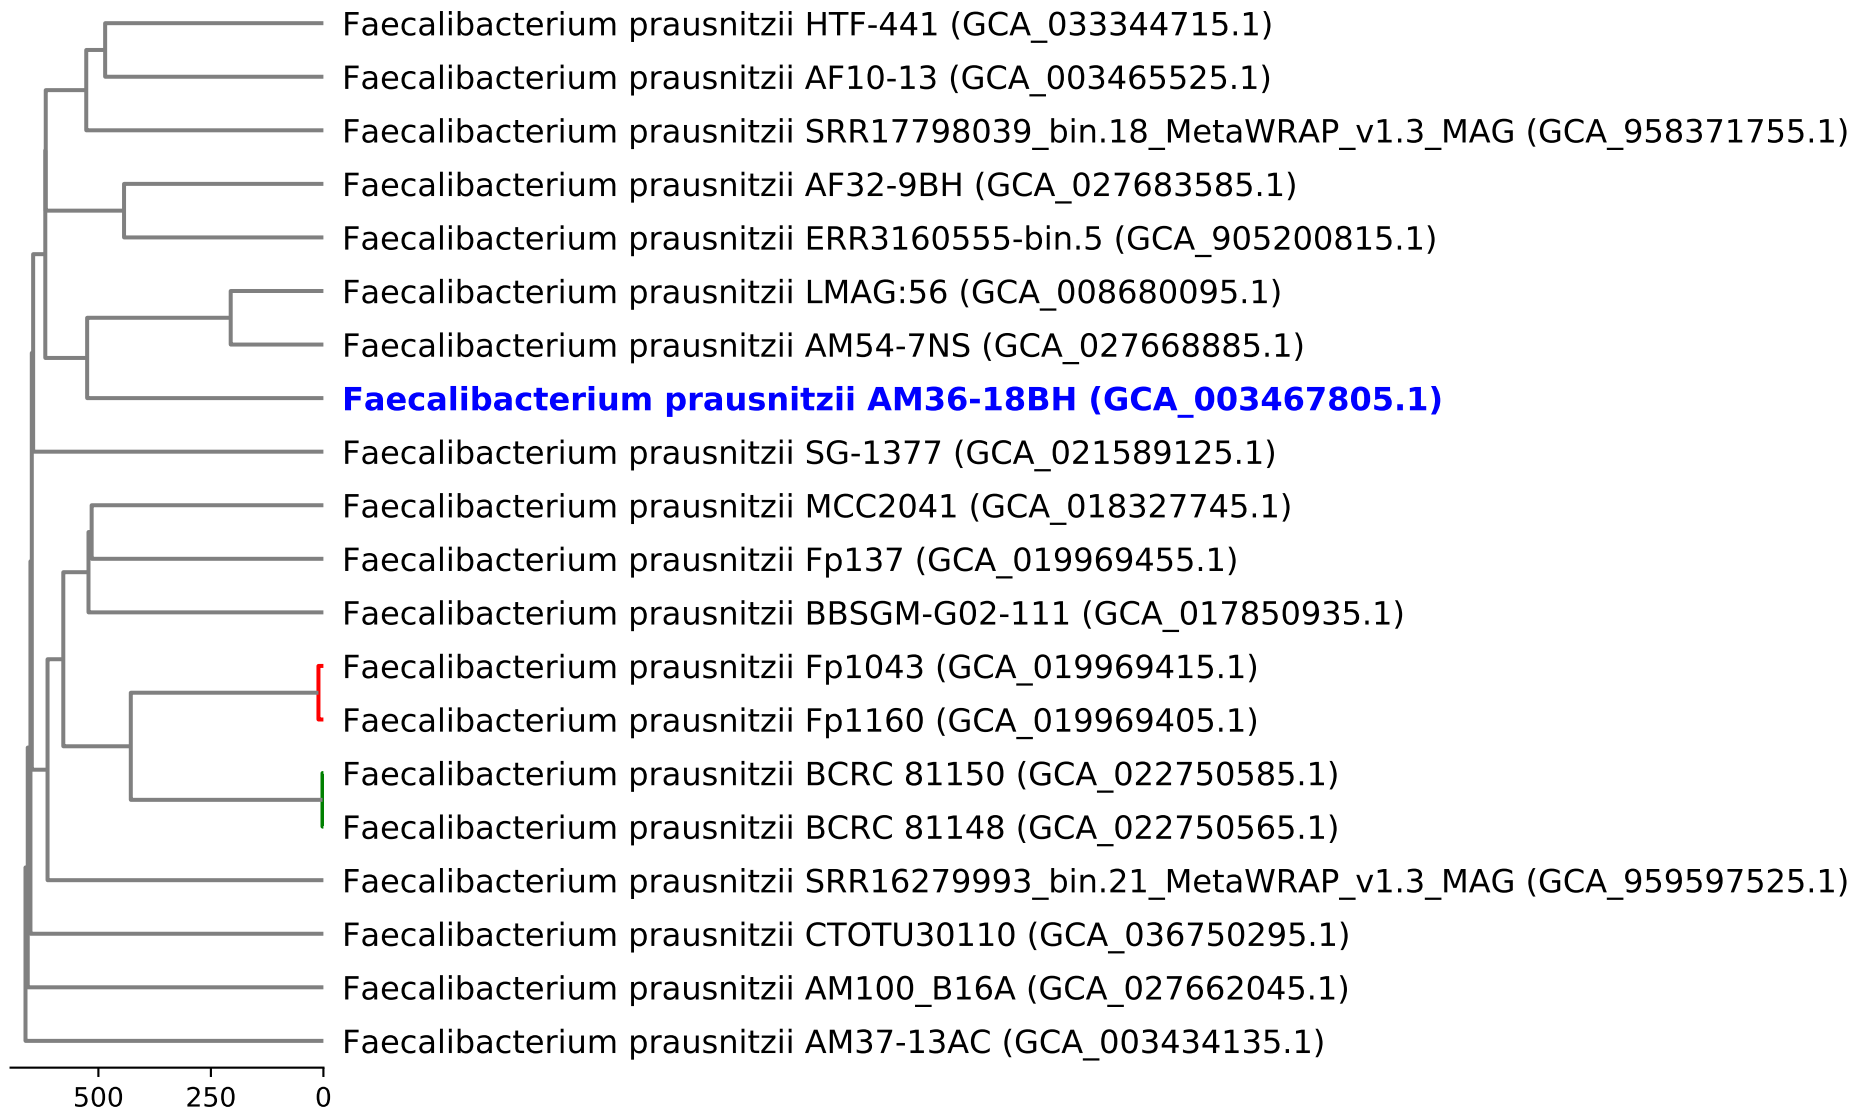 Faecalibacterium prausnitzii HTF-441 (GCA_033344715.1)
Faecalibacterium prausnitzii AF10-13 (GCA_003465525.1)
Faecalibacterium prausnitzii SRR17798039_bin.18_MetaWRAP_v1.3_MAG (GCA_958371755.1)
Faecalibacterium prausnitzii AF32-9BH (GCA_027683585.1)
Faecalibacterium prausnitzii ERR3160555-bin.5 (GCA_905200815.1)
Faecalibacterium prausnitzii LMAG:56 (GCA_008680095.1)
Faecalibacterium prausnitzii AM54-7NS (GCA_027668885.1)
Faecalibacterium prausnitzii AM36-18BH (GCA_003467805.1)
Faecalibacterium prausnitzii SG-1377 (GCA_021589125.1)
Faecalibacterium prausnitzii MCC2041 (GCA_018327745.1)
Faecalibacterium prausnitzii Fp137 (GCA_019969455.1)
Faecalibacterium prausnitzii BBSGM-G02-111 (GCA_017850935.1)
Faecalibacterium prausnitzii Fp1043 (GCA_019969415.1)
Faecalibacterium prausnitzii Fp1160 (GCA_019969405.1)
Faecalibacterium prausnitzii BCRC 81150 (GCA_022750585.1)
Faecalibacterium prausnitzii BCRC 81148 (GCA_022750565.1)
Faecalibacterium prausnitzii SRR16279993_bin.21_MetaWRAP_v1.3_MAG (GCA_959597525.1)
Faecalibacterium prausnitzii CTOTU30110 (GCA_036750295.1)
Faecalibacterium prausnitzii AM100_B16A (GCA_027662045.1)
Faecalibacterium prausnitzii AM37-13AC (GCA_003434135.1)
500 250 0